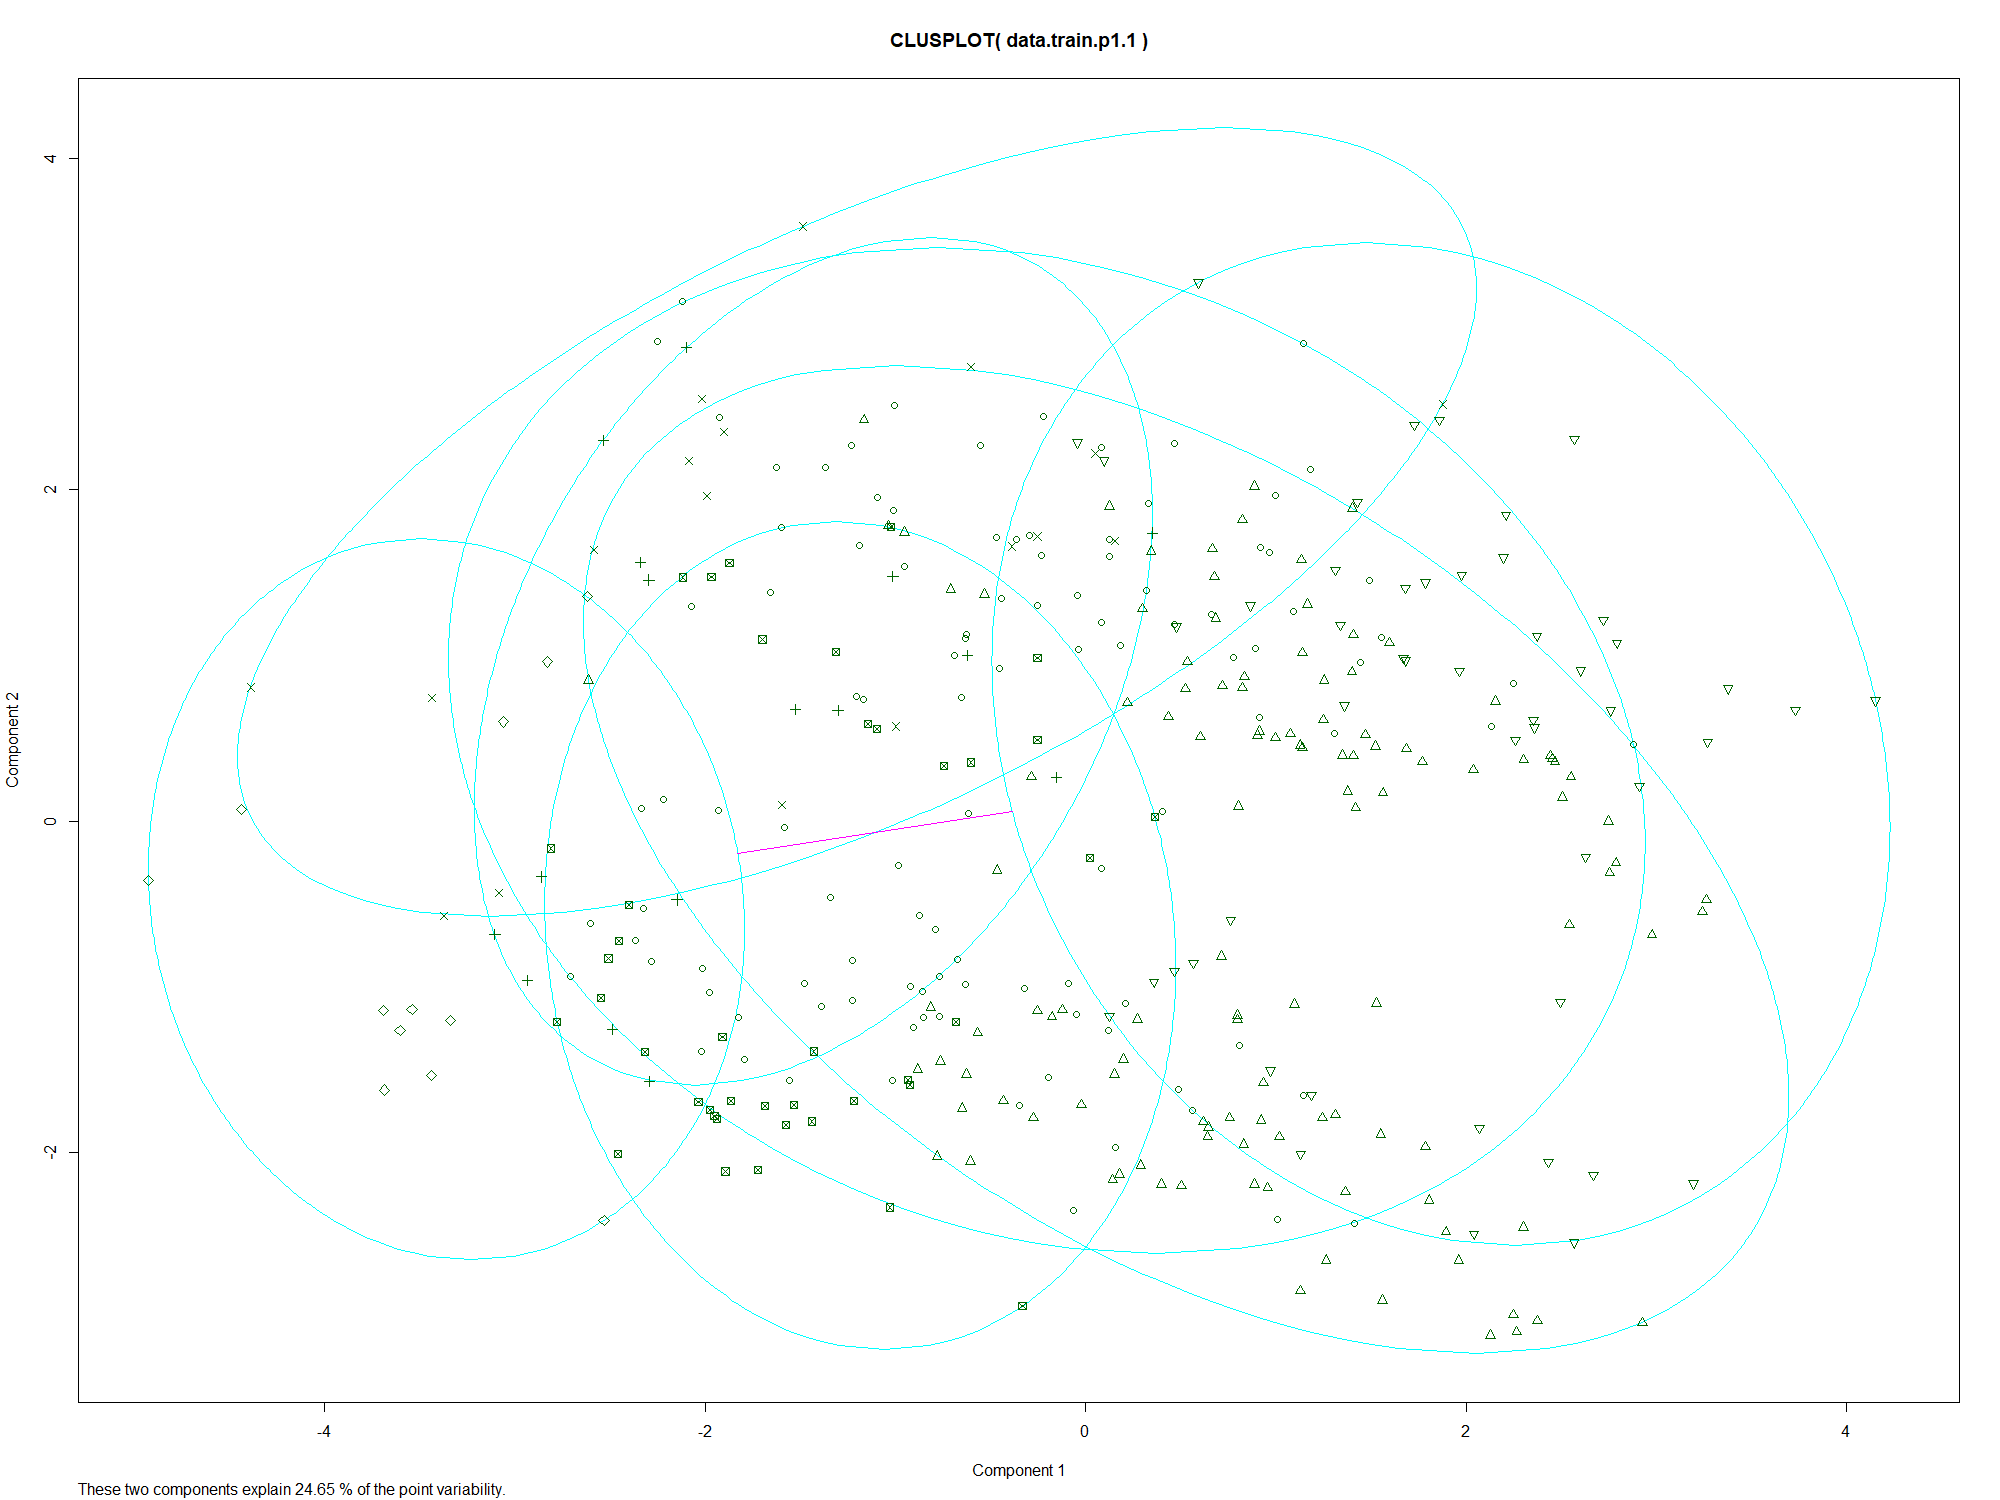 CLUSPLOT( data.train.p1.1 )
4
2
0
-2
Component 2
-4
-2
0
2
4
Component 1
These two components explain 24.65 % of the point variability.